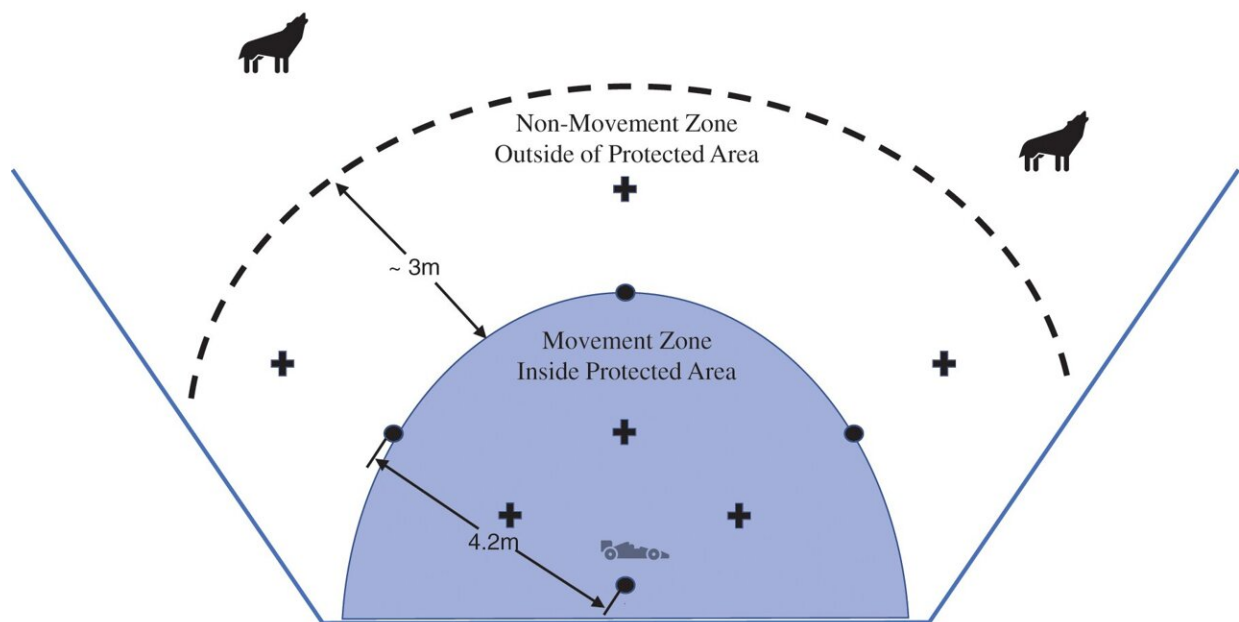 Non-Movement Zone
Outside of Protected Area
~ 3m
Movement Zone
Inside Protected Area
4.2m